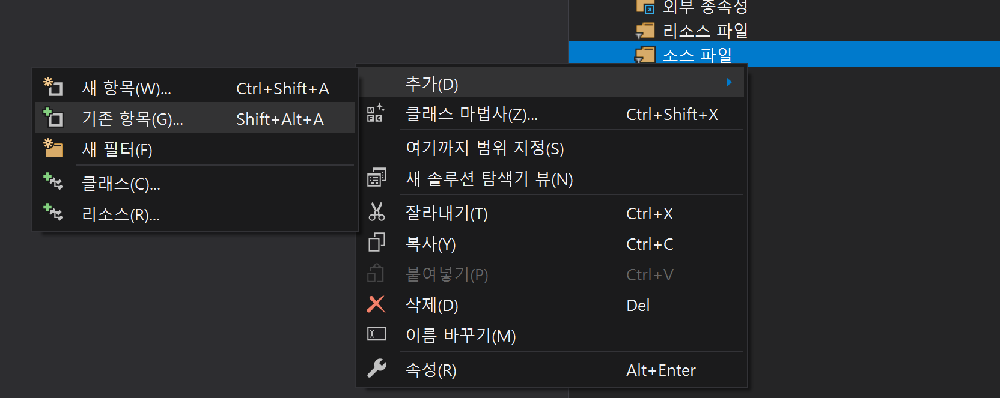 외부 종속성
리소스 파일
소스 파일
새 항목(W)... Ctrl+Shift+A
기존 항목(G)... Shift+Alt+A
새 필터(F)
클래스(C)...
리소스(R)...
추가(D)
클래스 마법사(Z)... Ctrl+Shift+X
여기까지 범위 지정(S)
새 솔루션 탐색기 뷰(N)
잘라내기(T) Ctrl+X
복사(Y) Ctrl+C
붙여넣기(P) Ctrl+V
삭제(D) Del
이름 바꾸기(M)
속성(R) Alt+Enter